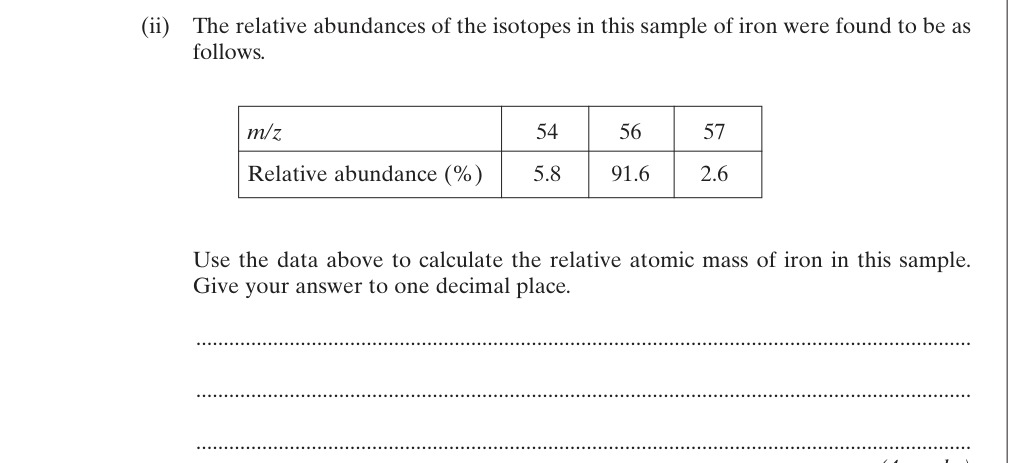 (ii) The relative abundances of the isotopes in this sample of iron were found to be as
follows.
m/z 54 56 57
Relative abundance (%) 5.8 91.6 2.6
Use the data above to calculate the relative atomic mass of iron in this sample.
Give your answer to one decimal place.